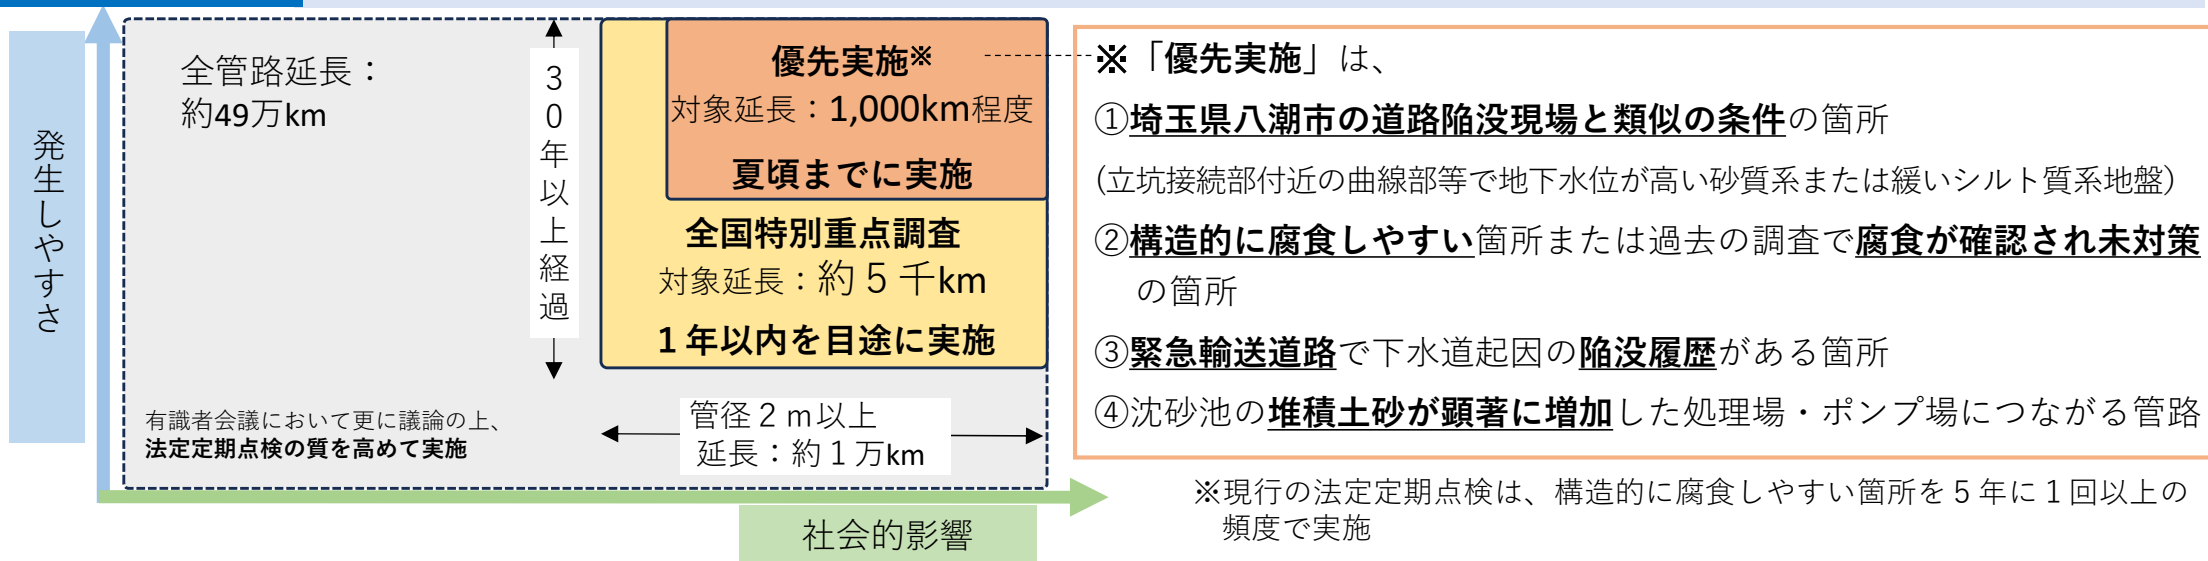 発生しやすさ
全管路延長：
約49万km
30年以上経過
優先実施※
対象延長：1,000km程度
夏頃までに実施
全国特別重点調査
対象延長：約５千km
１年以内を目途に実施
有識者会議において更に議論の上、
法定定期点検の質を高めて実施
管径２ｍ以上
延長：約１万km
社会的影響
※「優先実施」は、
①埼玉県八潮市の道路陥没現場と類似の条件の箇所
(立坑接続部付近の曲線部等で地下水位が高い砂質系または緩いシルト質系地盤)
②構造的に腐食しやすい箇所または過去の調査で腐食が確認され未対策
の箇所
③緊急輸送道路で下水道起因の陥没履歴がある箇所
④沈砂池の堆積土砂が顕著に増加した処理場・ポンプ場につながる管路
※現行の法定定期点検は、構造的に腐食しやすい箇所を５年に１回以上の
頻度で実施